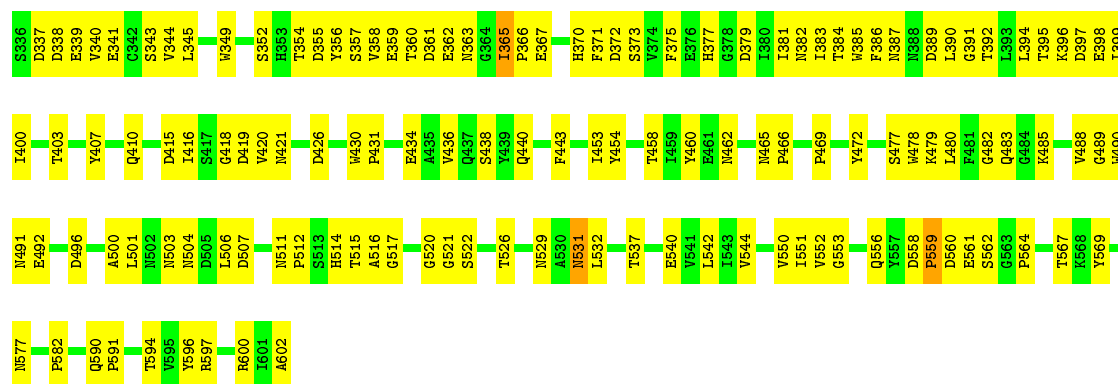 S336 D337 D338 E339 V340 E341 C342 S343 V344 L345 W349 S352 H353 T354 D355 Y356 S357 V358 E359 T360 D361 E362 N363 G364 I365 P366 E367 H370 F371 D372 S373 V374 F375 E376 H377 G378 D379 I380 I381 N382 I383 T384 W385 F386 N387 N388 D389 L390 G391 T392 L393 L394 T395 K396 D397 E398
I400 T403 Y407 Q410 D415 I416 S417 G418 D419 V420 N421 D426 W430 P431 E434 A435 V436 Q437 S438 Y439 Q440 F443 I453 Y454 T458 I459 Y460 E461 N462 N465 P466 P469 Y472 S477 W478 K479 L480 F481 G482 Q483 G484 K485 V488 G489
N491 E492 D496 A500 L501 N502 N503 N504 D505 L506 D507 N511 P512 S513 H514 T515 A516 G517 G520 G521 S522 T526 N529 A530 N531 L532 T537 E540 V541 L542 I543 V544 V550 I551 V552 G553 Q556 Y557 D558 P559 D560 E561 S562 G563 P564 T567 K568 Y569
N577 P582 Q590 P591 T594 V595 Y596 R597 R600 I601 A602